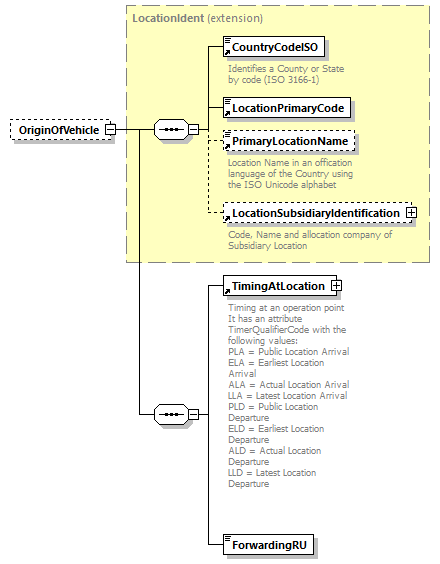 LocationIdent (extension)
CountryCodeISO
Identifies a County or State
by code (ISO 3166-1)
LocationPrimaryCode
OriginOfVehicle
PrimaryLocationName
Location Name in an offication
language of the Country using
the ISO Unicode alphabet
LocationSubsidiaryIdentification
Code, Name and allocation company of
Subsidiary Location
TimingAtLocation
Timing at an operation point
It has an attribute
TimerQualifierCode with the
following values:
PLA = Public Location Arrival
ELA = Earliest Location
Arrival
ALA = Actual Location Arival
LLA = Latest Location Arrival
PLD = Public Location
Departure
ELD = Earliest Location
Departure
ALD = Actual Location
Departure
LLD = Latest Location
Departure
ForwardingRU